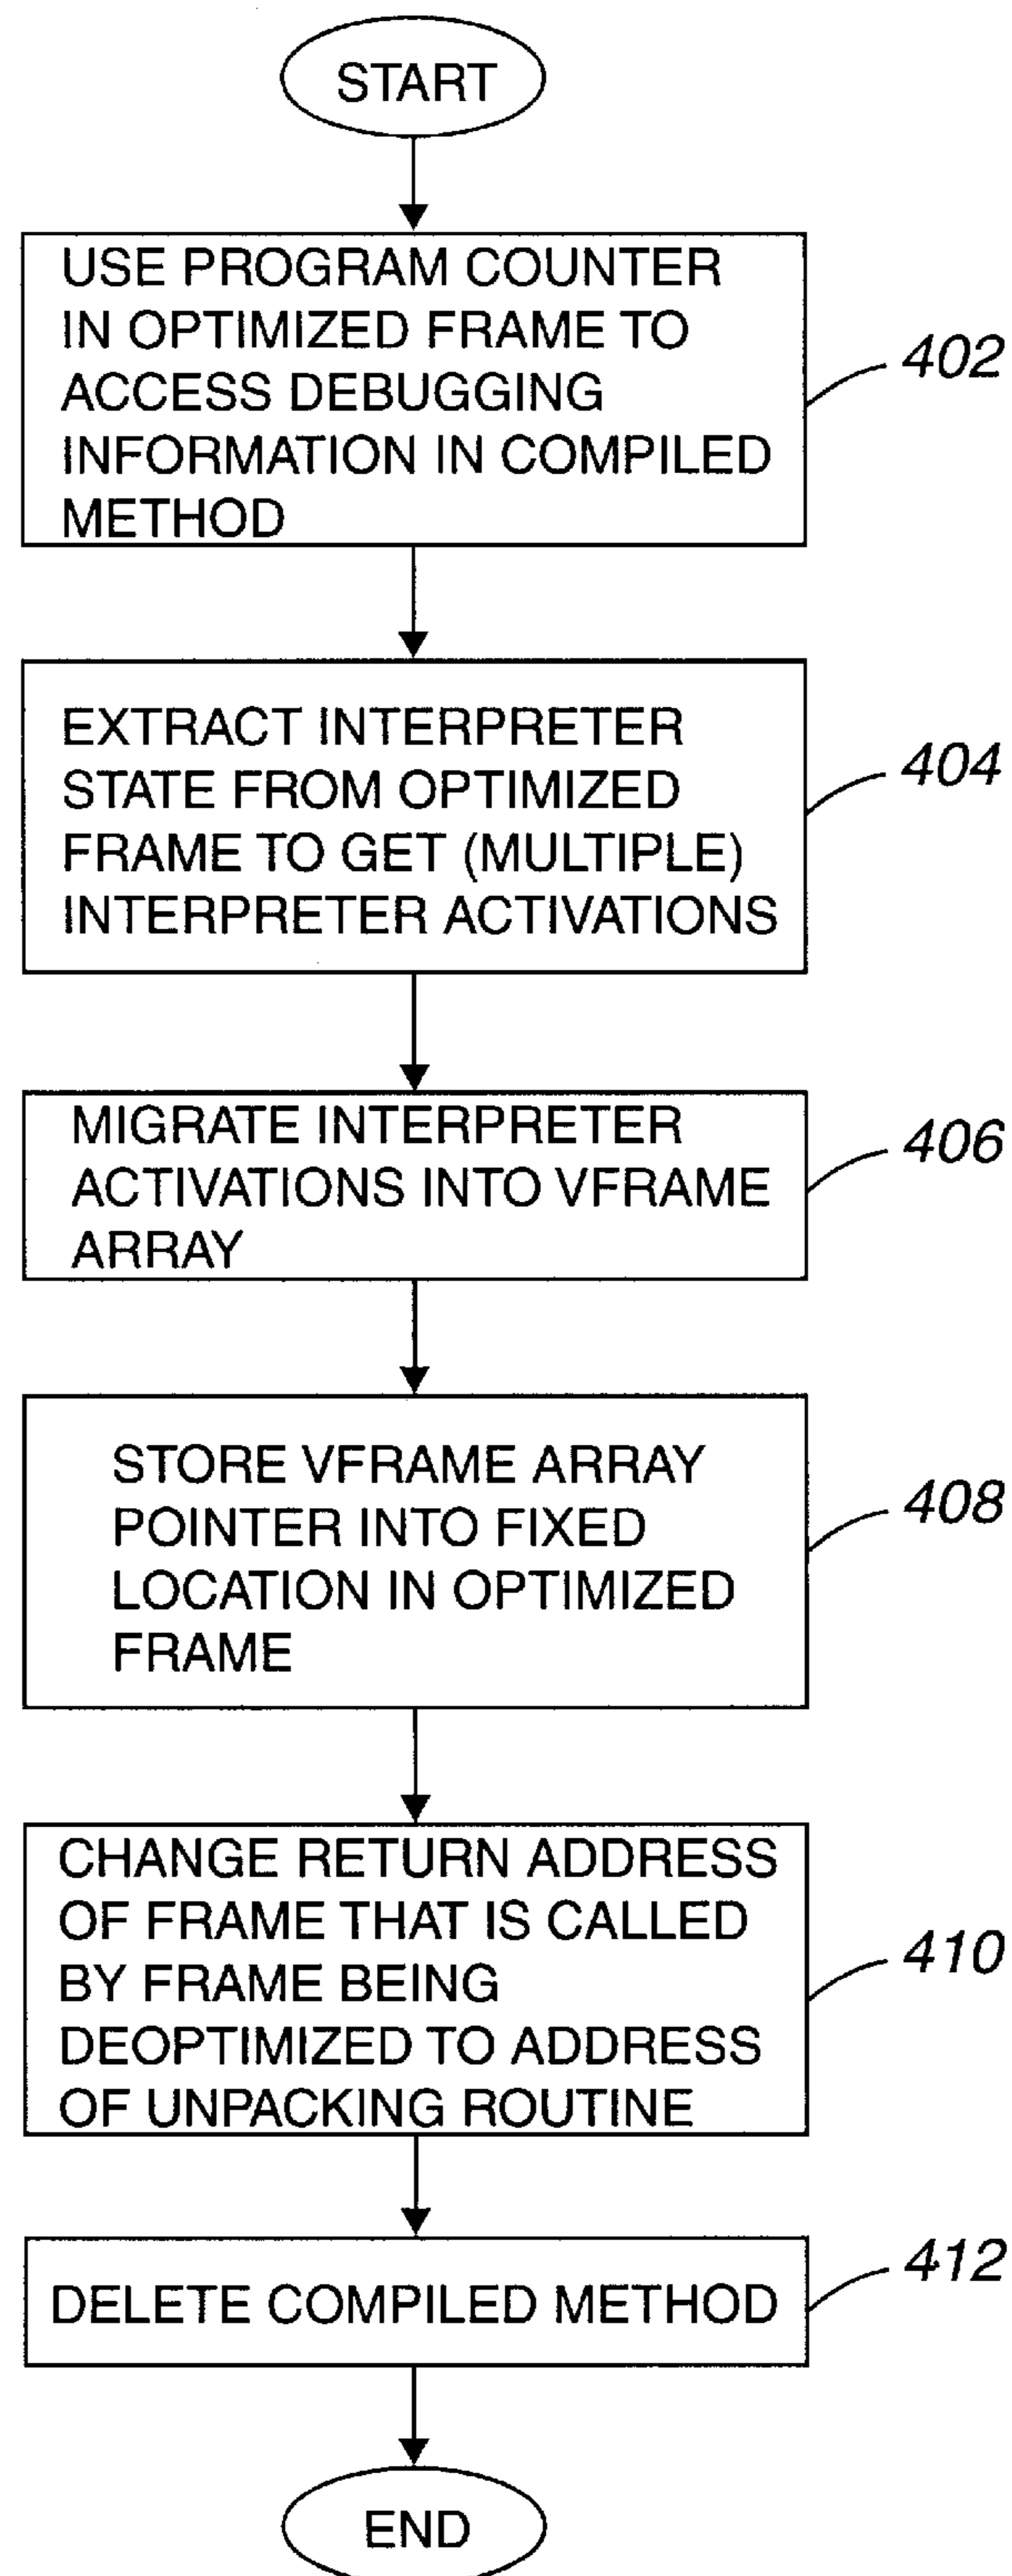 START
USE PROGRAM COUNTER
IN OPTIMIZED FRAME TO
ACCESS DEBUGGING
INFORMATION IN COMPILED
METHOD
402
EXTRACT INTERPRETER
STATE FROM OPTIMIZED
FRAME TO GET (MULTIPLE)
INTERPRETER ACTIVATIONS
404
MIGRATE INTERPRETER
ACTIVATIONS INTO VFRAME
ARRAY
406
STORE VFRAME ARRAY
POINTER INTO FIXED
LOCATION IN OPTIMIZED
FRAME
408
CHANGE RETURN ADDRESS
OF FRAME THAT IS CALLED
BY FRAME BEING
DEOPTIMIZED TO ADDRESS
OF UNPACKING ROUTINE
410
DELETE COMPILED METHOD
412
END